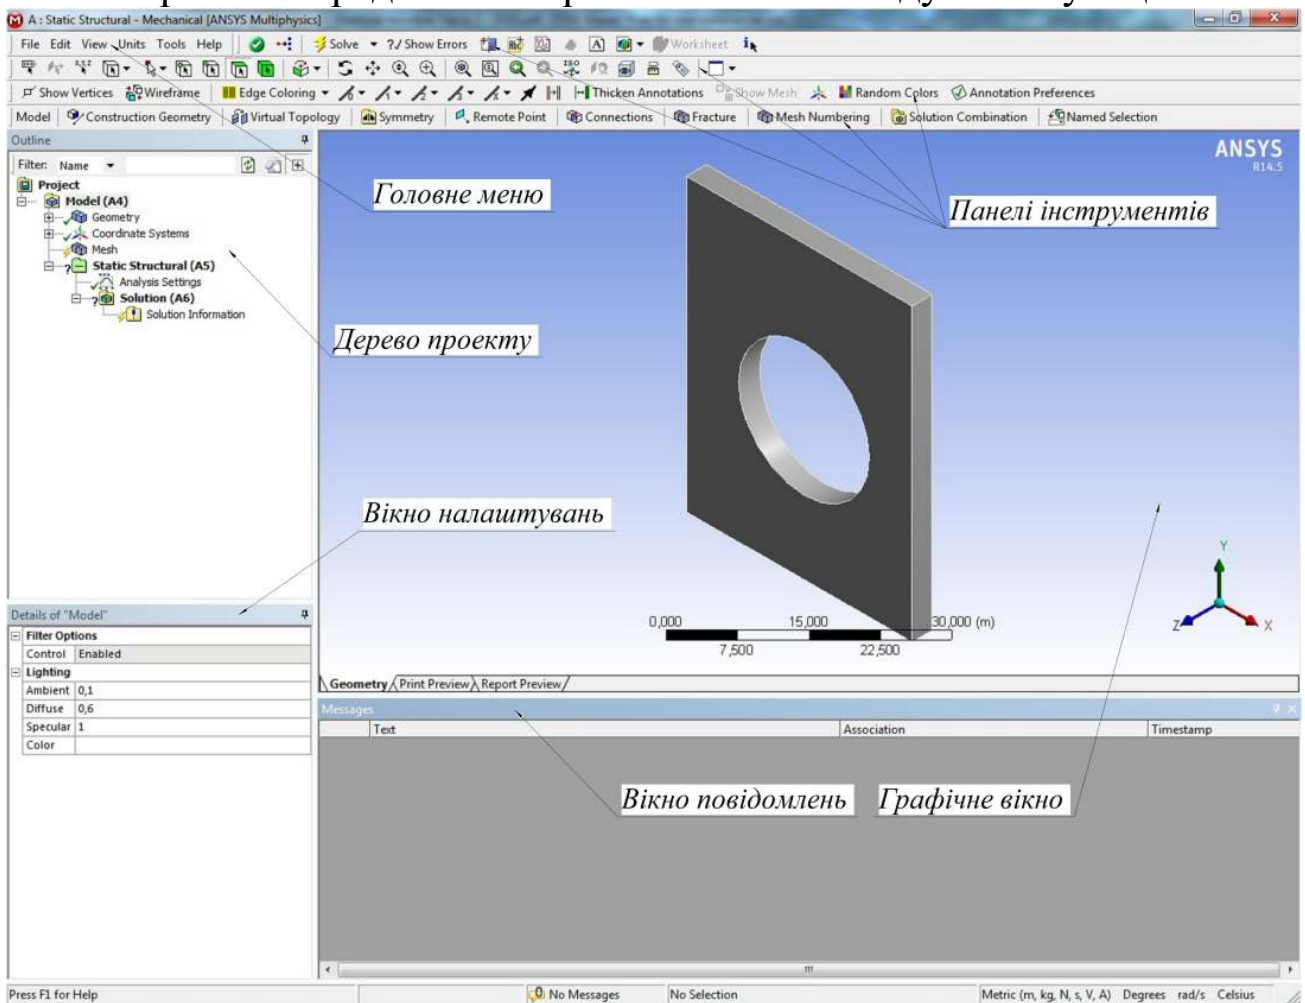 A : Static Structural - Mechanical [ANSYS Multiphysics]
File Edit View Units Tools Help Solve ?/ Show Errors Worksheet
Show Vertices Wireframe Edge Coloring Thicken Annotations Show Mesh Random Colors Annotation Preferences
Model Construction Geometry Virtual Topology Symmetry Remote Point Connections Fracture Mesh Numbering Solution Combination Named Selection
Outline
Filter: Name
Project
Model (A4)
Geometry
Coordinate Systems
Mesh
Static Structural (A5)
Analysis Settings
Solution (A6)
Solution Information
ANSYS
R14.5
Головне меню
Панелі інструментів
Дерево проекту
Вікно налаштувань
Y
Z
X
0,000 15,000 30,000 (m)
7,500 22,500
Details of "Model"
Filter Options
Control Enabled
Lighting
Ambient 0,1
Diffuse 0,6
Specular 1
Color
Geometry Print Preview Report Preview
Messages
Text Association Timestamp
Вікно повідомлень
Графічне вікно
Press F1 for Help 0 No Messages No Selection Metric (m, kg, N, s, V, A) Degrees rad/s Celsius